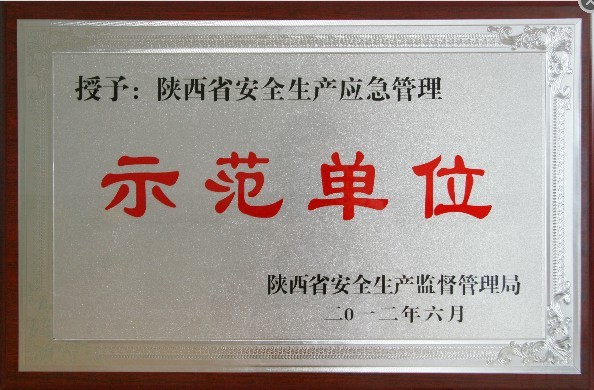 授予：陕西省安全生产应急管理
示范单位
陕西省安全生产监督管理局
二0一二年六月